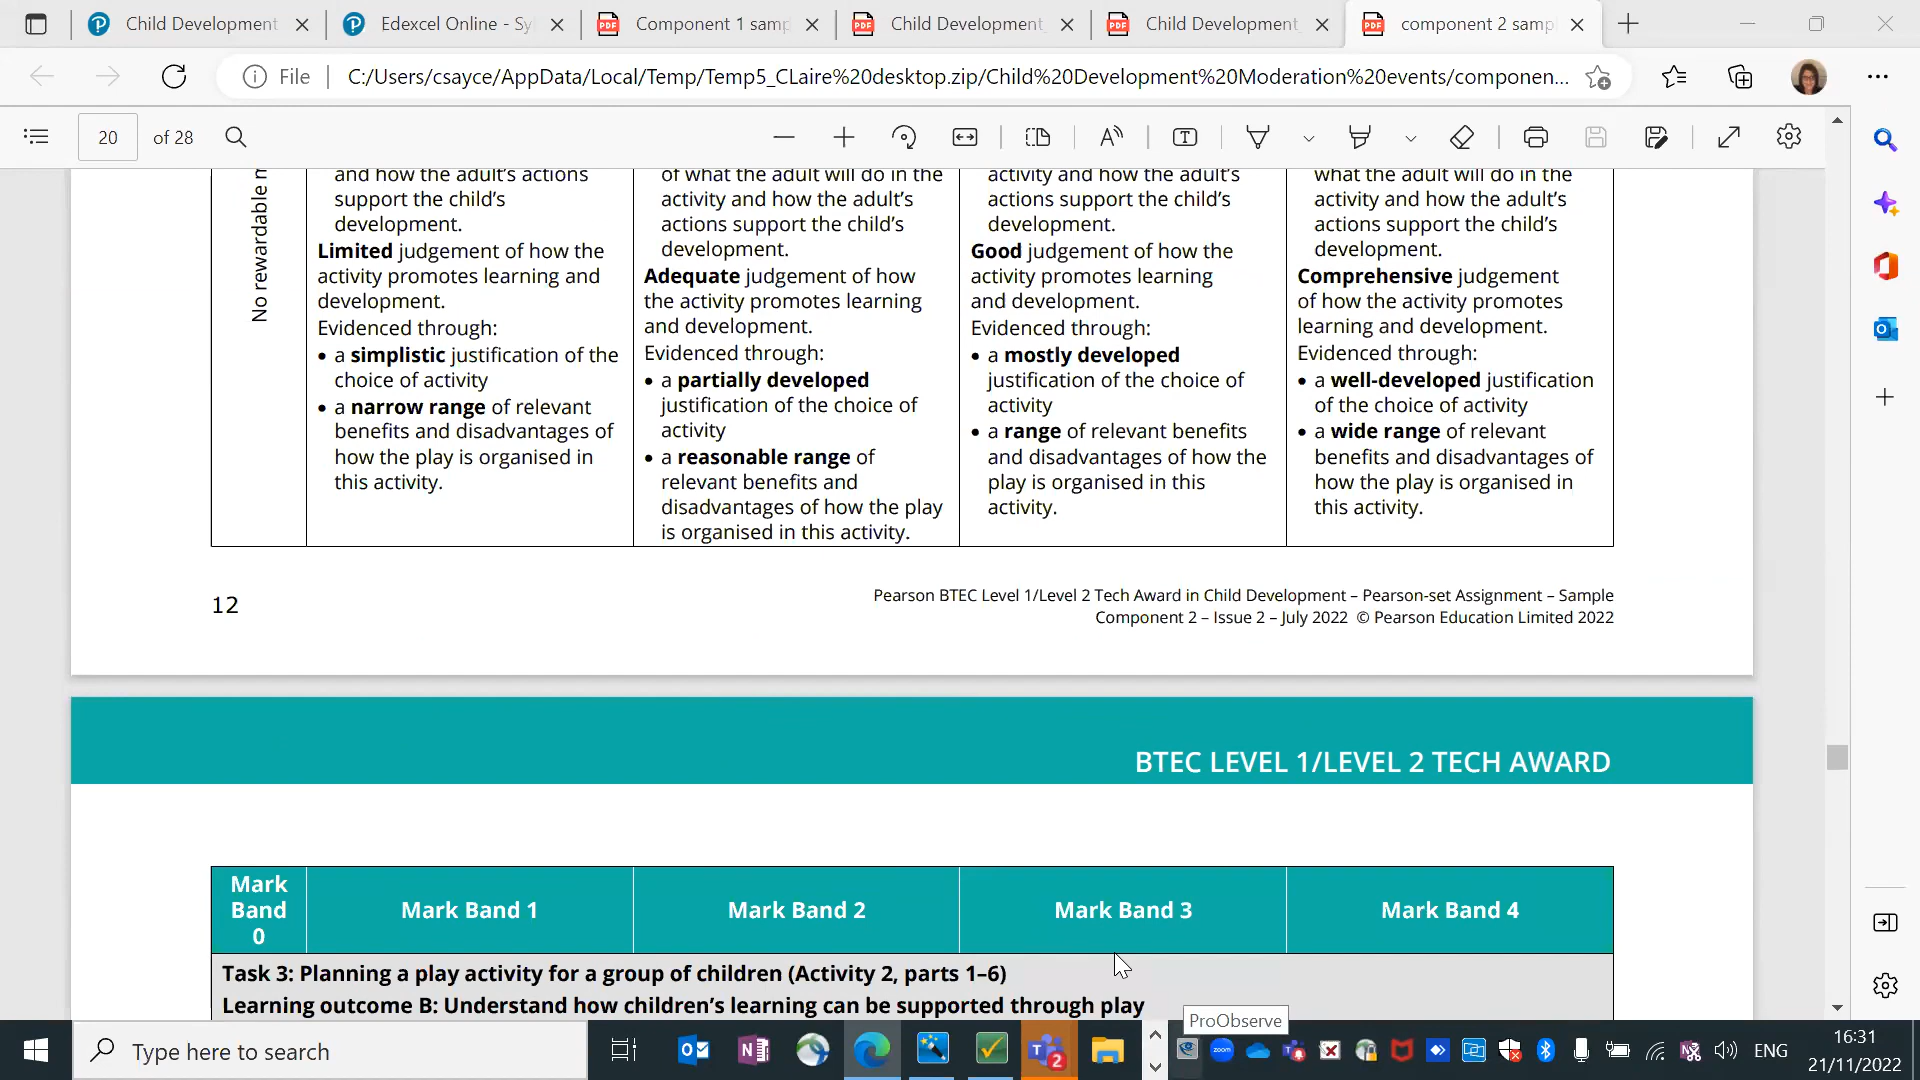 Child Development
Edexcel Online - Sy
Component 1 samp
Child Development
Child Development
component 2 samp
File
C:/Users/csayce/AppData/Local/Temp/Temp5_CLaire%20desktop.zip/Child%20Development%20Moderation%20events/componen...
20 of 28
No rewardable
and how the adult's actions
support the child's
development.
Limited judgement of how the
activity promotes learning and
development.
Evidenced through:
• a simplistic justification of the
choice of activity
• a narrow range of relevant
benefits and disadvantages of
how the play is organised in
this activity.
of what the adult will do in the
activity and how the adult's
actions support the child's
development.
Adequate judgement of how
the activity promotes learning
and development.
Evidenced through:
• a partially developed
justification of the choice of
activity
• a reasonable range of
relevant benefits and
disadvantages of how the play
is organised in this activity.
activity and how the adult's
actions support the child's
development.
Good judgement of how the
activity promotes learning
and development.
Evidenced through:
• a mostly developed
justification of the choice of
activity
• a range of relevant benefits
and disadvantages of how the
play is organised in this
activity.
what the adult will do in the
activity and how the adult's
actions support the child's
development.
Comprehensive judgement
of how the activity promotes
learning and development.
Evidenced through:
• a well-developed justification
of the choice of activity
• a wide range of relevant
benefits and disadvantages of
how the play is organised in
this activity.
12
Pearson BTEC Level 1/Level 2 Tech Award in Child Development – Pearson-set Assignment – Sample
Component 2 – Issue 2 – July 2022 © Pearson Education Limited 2022
BTEC LEVEL 1/LEVEL 2 TECH AWARD
Mark
Band
0
Mark Band 1
Mark Band 2
Mark Band 3
Mark Band 4
Task 3: Planning a play activity for a group of children (Activity 2, parts 1–6)
Learning outcome B: Understand how children's learning can be supported through play
ProObserve
Type here to search
2
zoom
ENG
16:31
21/11/2022